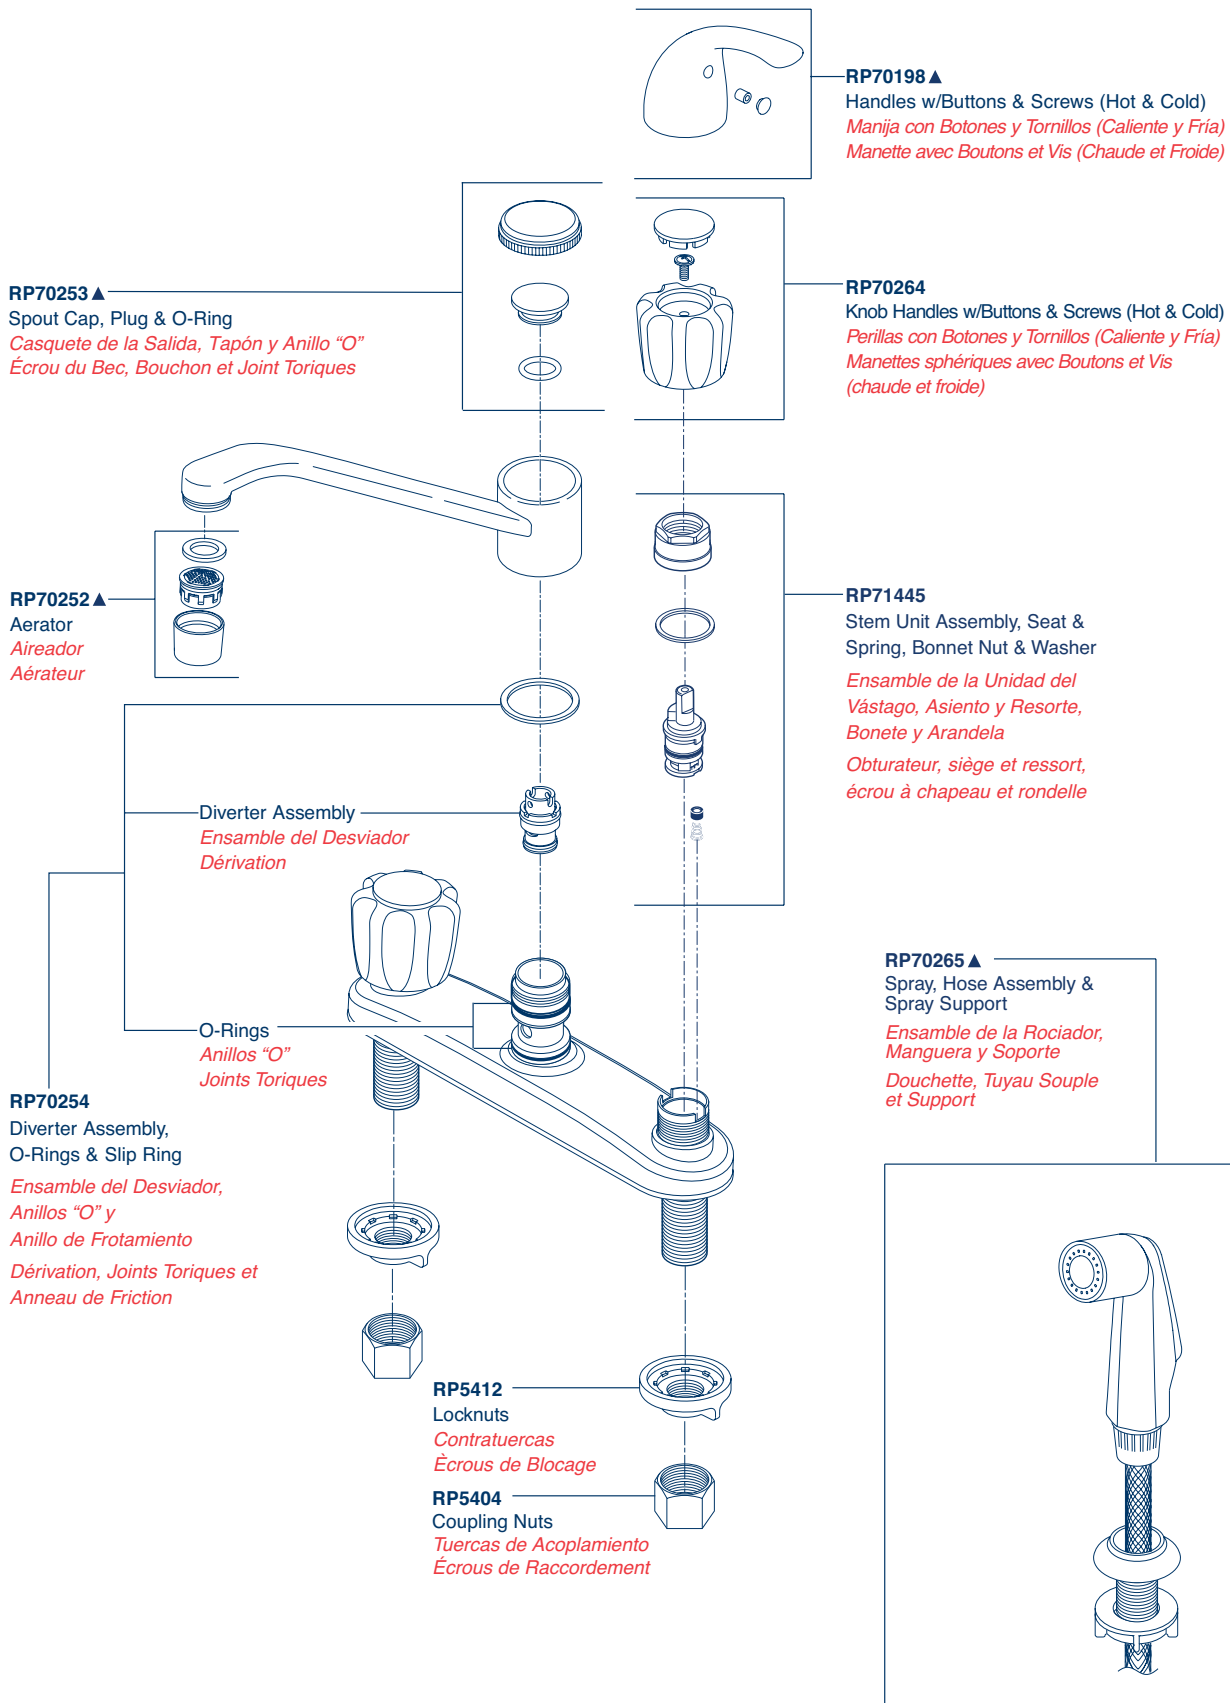 RP70198▲
Handles w/Buttons & Screws (Hot & Cold)
Manija con Botones y Tornillos (Caliente y Fría)
Manette avec Boutons et Vis (Chaude et Froide)
RP70253▲
Spout Cap, Plug & O-Ring
Casquete de la Salida, Tapón y Anillo “O”
Écrou du Bec, Bouchon et Joint Toriques
RP70264
Knob Handles w/Buttons & Screws (Hot & Cold)
Perillas con Botones y Tornillos (Caliente y Fría)
Manettes sphériques avec Boutons et Vis
(chaude et froide)
RP70252▲
Aerator
Aireador
Aérateur
RP71445
Stem Unit Assembly, Seat &
Spring, Bonnet Nut & Washer
Ensamble de la Unidad del
Vástago, Asiento y Resorte,
Bonete y Arandela
Obturateur, siège et ressort,
écrou à chapeau et rondelle
Diverter Assembly
Ensamble del Desviador
Dérivation
O-Rings
Anillos “O”
Joints Toriques
RP70265▲
Spray, Hose Assembly &
Spray Support
Ensamble de la Rociador,
Manguera y Soporte
Douchette, Tuyau Souple
et Support
RP70254
Diverter Assembly,
O-Rings & Slip Ring
Ensamble del Desviador,
Anillos “O” y
Anillo de Frotamiento
Dérivation, Joints Toriques et
Anneau de Friction
RP5412
Locknuts
Contratuercas
Ècrous de Blocage
RP5404
Coupling Nuts
Tuercas de Acoplamiento
Écrous de Raccordement